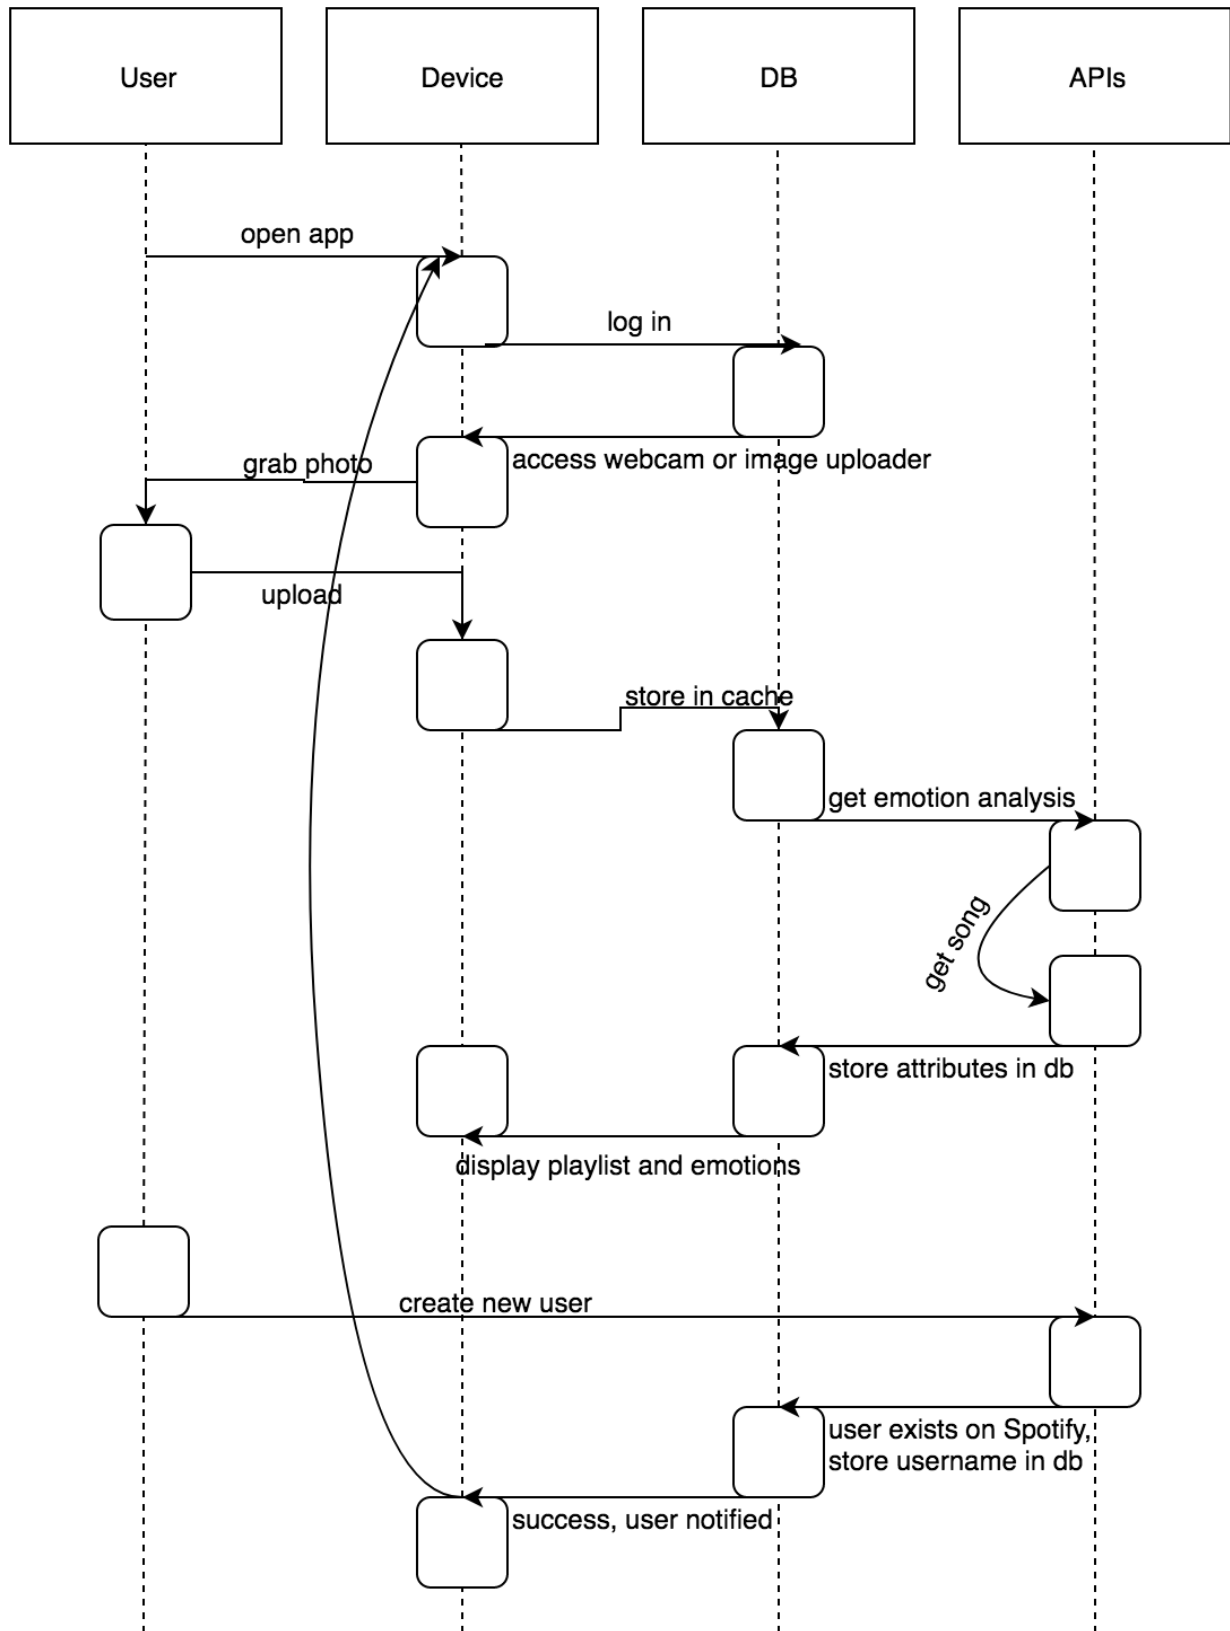 User
Device
DB
APIs
open app
log in
access webcam or image uploader
grab photo
upload
store in cache
get emotion analysis
get song
store attributes in db
display playlist and emotions
create new user
user exists on Spotify,
store username in db
success, user notified